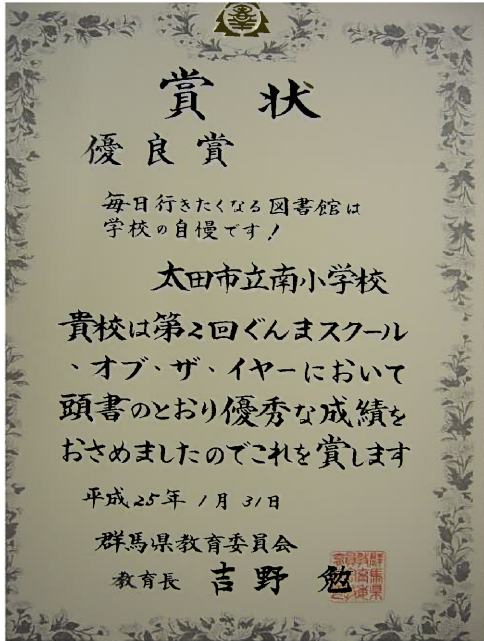 賞状
優良賞
毎日行きたくなる図書館は
学校の自慢です!
太田市立南小学校
貴校は第2回ぐんまスクール
・オブ・ザ・イヤーにおいて
頭書のとおり優秀な成績を
おさめましたのでこれを賞します
平成25年1月31日
群馬県教育委員会
教育長 吉野 勉